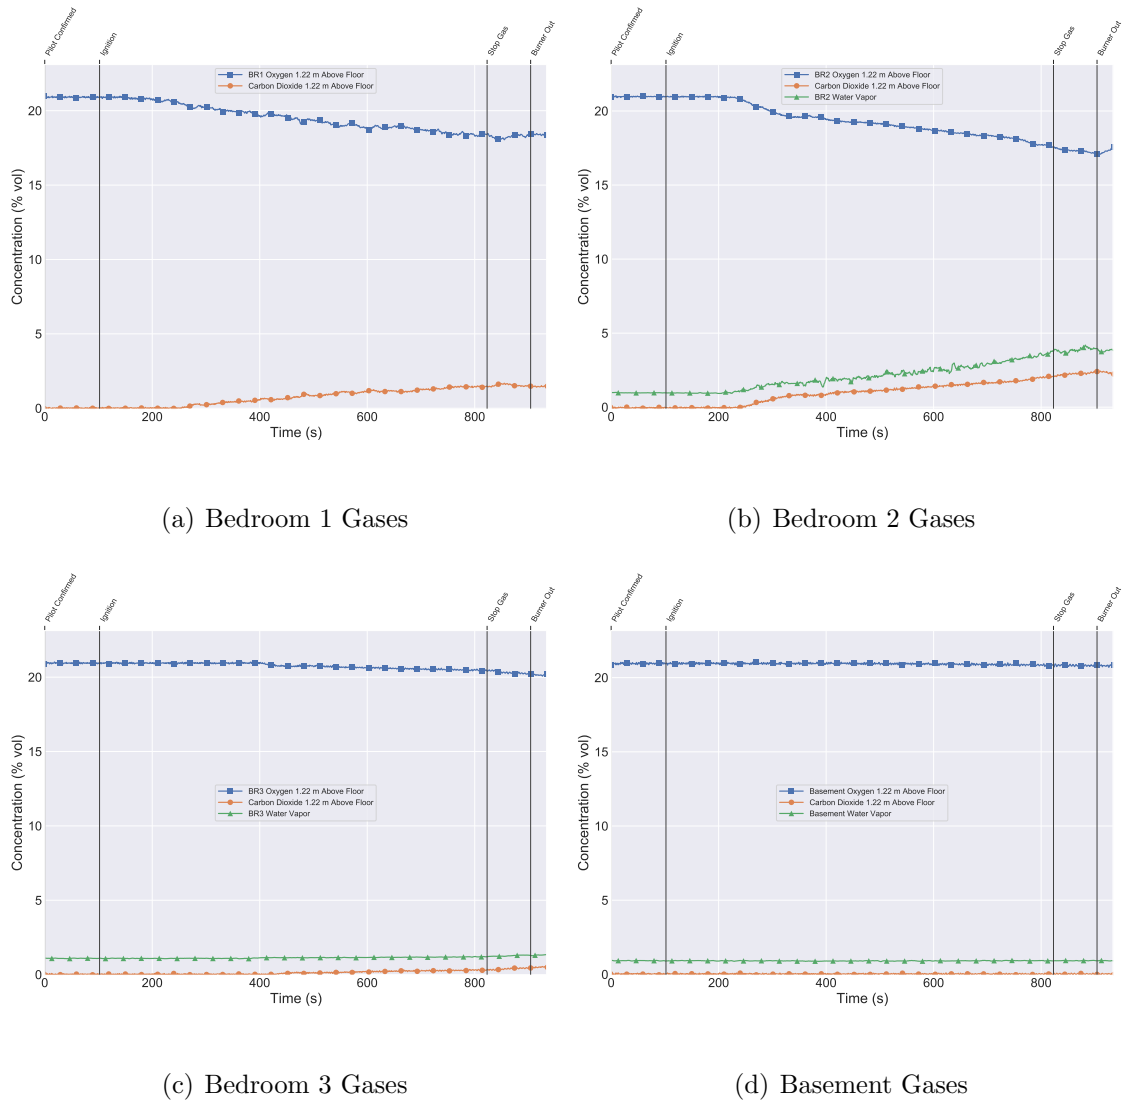 Pilot Confirmed
Ignition
Stop Gas
Burner Out
BR1 Oxygen 1.22 m Above Floor
Carbon Dioxide 1.22 m Above Floor
Concentration (% vol)
20
15
10
5
0
0 200 400 600 800
Time (s)
(a) Bedroom 1 Gases
Pilot Confirmed
Ignition
Stop Gas
Burner Out
BR2 Oxygen 1.22 m Above Floor
Carbon Dioxide 1.22 m Above Floor
BR2 Water Vapor
Concentration (% vol)
20
15
10
5
0
0 200 400 600 800
Time (s)
(b) Bedroom 2 Gases
Pilot Confirmed
Ignition
Stop Gas
Burner Out
BR3 Oxygen 1.22 m Above Floor
Carbon Dioxide 1.22 m Above Floor
BR3 Water Vapor
Concentration (% vol)
20
15
10
5
0
0 200 400 600 800
Time (s)
(c) Bedroom 3 Gases
Pilot Confirmed
Ignition
Stop Gas
Burner Out
Basement Oxygen 1.22 m Above Floor
Carbon Dioxide 1.22 m Above Floor
Basement Water Vapor
Concentration (% vol)
20
15
10
5
0
0 200 400 600 800
Time (s)
(d) Basement Gases